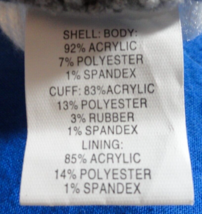 SHELL: BODY:
92% ACRYLIC
7% POLYESTER
1% SPANDEX
CUFF: 83%ACRYLIC
13% POLYESTER
3% RUBBER
1% SPANDEX
LINING:
85% ACRYLIC
14% POLYESTER
1% SPANDEX